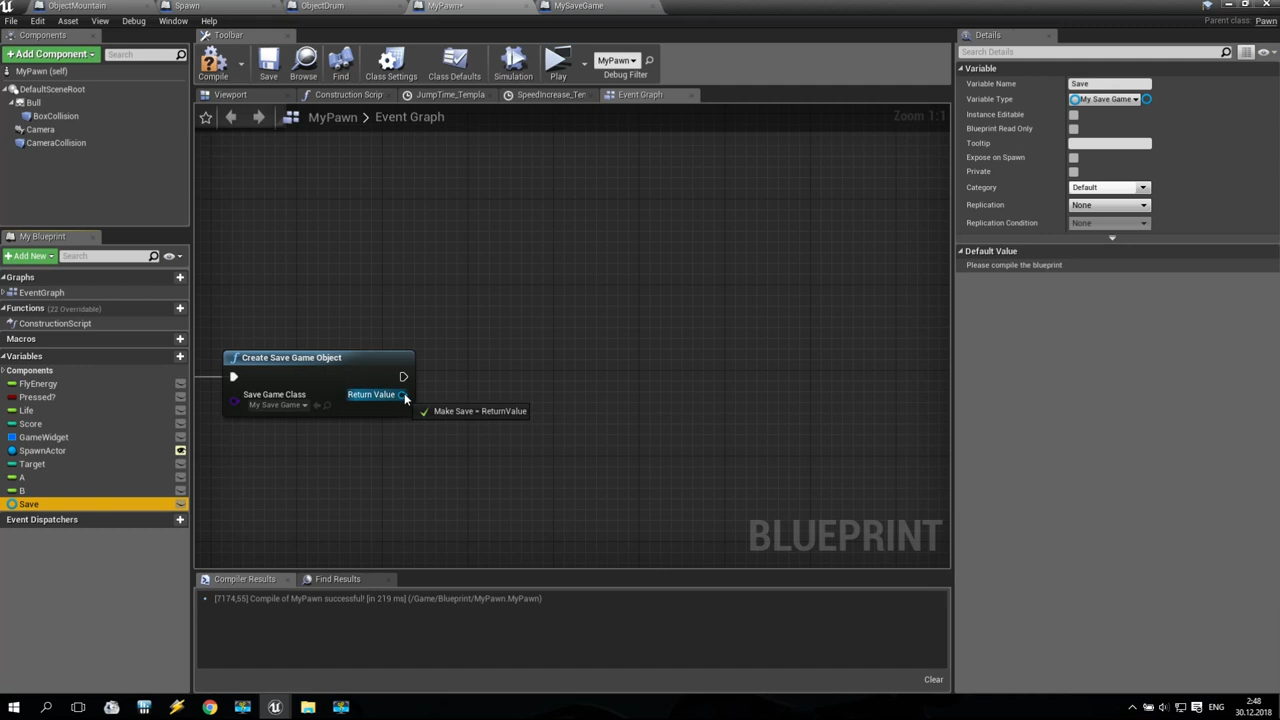 ObjectMountain
Spawn
ObjectDrum
MyPawn*
MySaveGame
File
Edit
Asset
View
Debug
Window
Help
Parent class: Pawn
Components
+Add Component
Search
MyPawn (self)
DefaultSceneRoot
Bull
BoxCollision
Camera
CameraCollision
Toolbar
Compile
Save
Browse
Find
Class Settings
Class Defaults
Simulation
Play
MyPawn
Debug Filter
Viewport
Construction Scrip
JumpTime_Templa
SpeedIncrease_Ter
Event Graph
MyPawn > Event Graph
Zoom 1:1
My Blueprint
+Add New
Search
Graphs
EventGraph
Functions (22 Overridable)
ConstructionScript
Macros
Variables
Components
FlyEnergy
Pressed?
Life
Score
GameWidget
SpawnActor
Target
A
B
Save
Event Dispatchers
Create Save Game Object
Save Game Class
My Save Game
Return Value
Make Save = ReturnValue
BLUEPRINT
Compiler Results
Find Results
[7174,55] Compile of MyPawn successful! [in 219 ms] (/Game/Blueprint/MyPawn.MyPawn)
Clear
Details
Search Details
Variable
Variable Name
Save
Variable Type
My Save Game
Instance Editable
Blueprint Read Only
Tooltip
Expose on Spawn
Private
Category
Default
Replication
None
Replication Condition
None
Default Value
Please compile the blueprint
ENG
2:48
30.12.2018